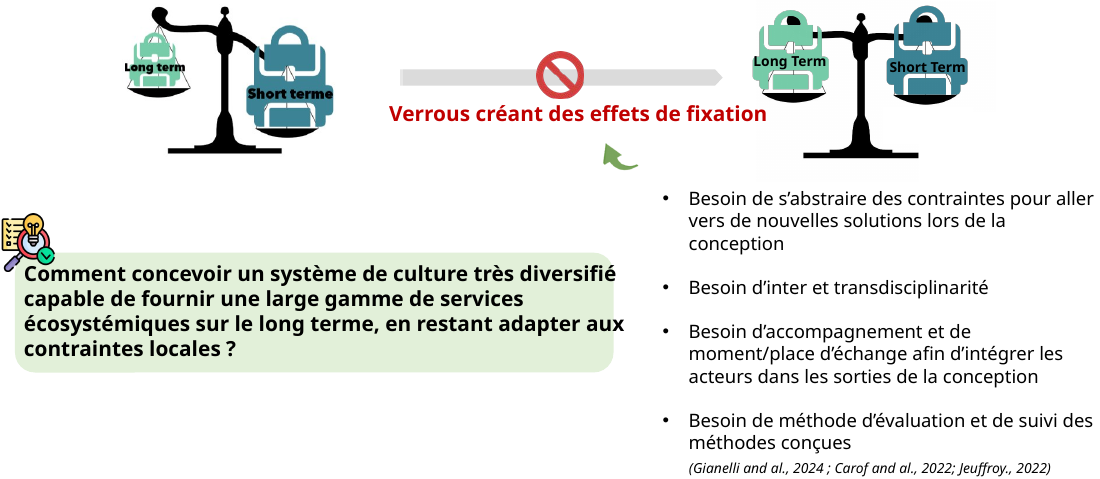 Long term
Short terme
Verrous créant des effets de fixation
Long Term
Short Term
• Besoin de s’abstraire des contraintes pour aller
vers de nouvelles solutions lors de la
conception
• Besoin d’inter et transdisciplinarité
• Besoin d’accompagnement et de
moment/place d’échange afin d’intégrer les
acteurs dans les sorties de la conception
• Besoin de méthode d’évaluation et de suivi des
méthodes conçues
(Gianelli and al., 2024 ; Carof and al., 2022; Jeuffroy., 2022)
Comment concevoir un système de culture très diversifié
capable de fournir une large gamme de services
écosystémiques sur le long terme, en restant adapter aux
contraintes locales ?